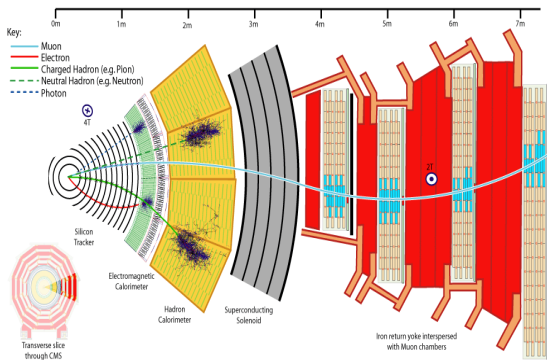 0m 1m 2m 3m 4m 5m 6m 7m
Key:
Muon
Electron
Charged Hadron (e.g. Pion)
Neutral Hadron (e.g. Neutron)
Photon
4T
2T
Silicon
Tracker
Electromagnetic
Calorimeter
Hadron
Calorimeter
Superconducting
Solenoid
Iron return yoke interspersed
with Muon chambers
Transverse slice
through CMS